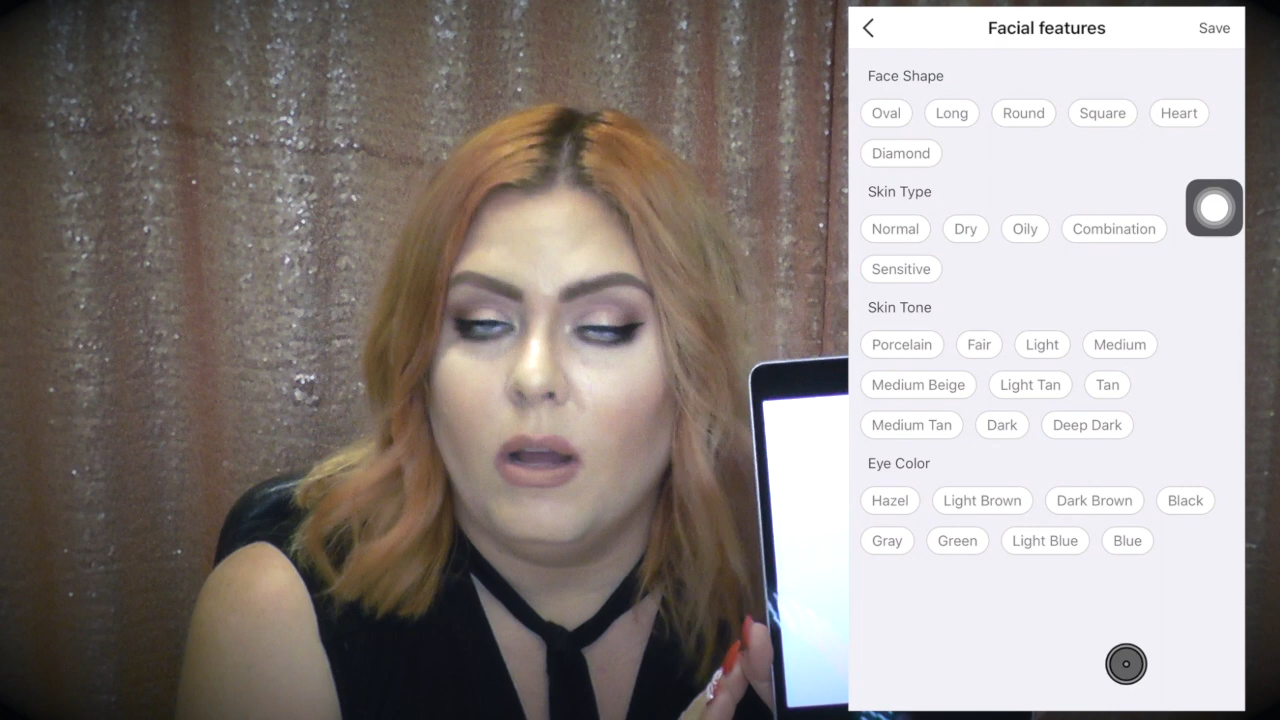 Facial features Save
Face Shape
Oval Long Round Square Heart
Diamond
Skin Type
Normal Dry Oily Combination
Sensitive
Skin Tone
Porcelain Fair Light Medium
Medium Beige Light Tan Tan
Medium Tan Dark Deep Dark
Eye Color
Hazel Light Brown Dark Brown Black
Gray Green Light Blue Blue